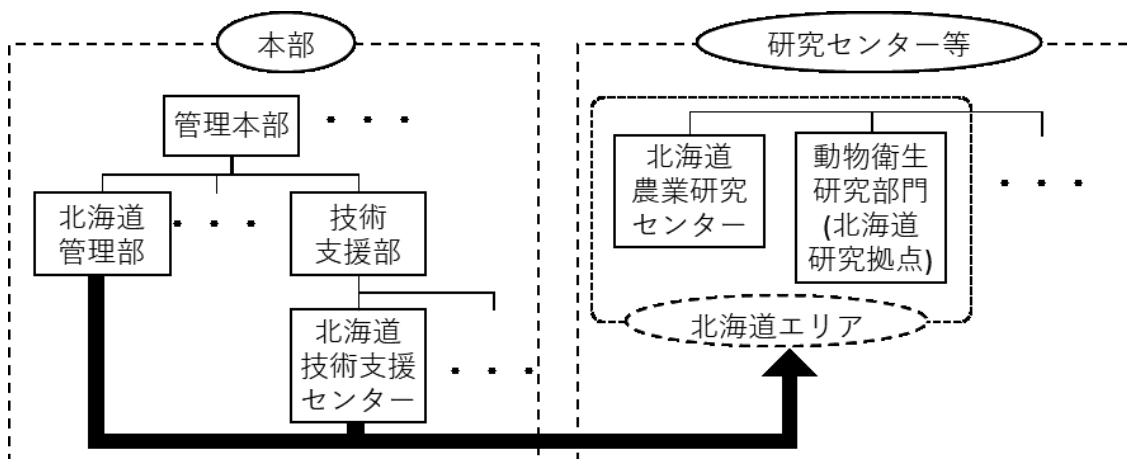 本部
管理本部
・・・
北海道
管理部
・・・
技術
支援部
北海道
技術支援
センター
・・・
研究センター等
北海道
農業研究
センター
動物衛生
研究部門
(北海道
研究拠点)
・・・
北海道エリア